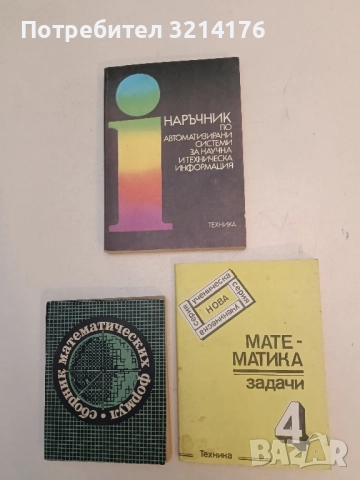 Потребител 3214176
i
НАРЪЧНИК
ПО
АВТОМАТИЗИРАНИ
СИСТЕМИ
ЗА НАУЧНА
И ТЕХНИЧЕСКА
ИНФОРМАЦИЯ
ТЕХНИКА
сборник математических формул
НОВА
ученическа
серия
МАТЕ-
МАТИКА
задачи
4
Техника
BAZAR